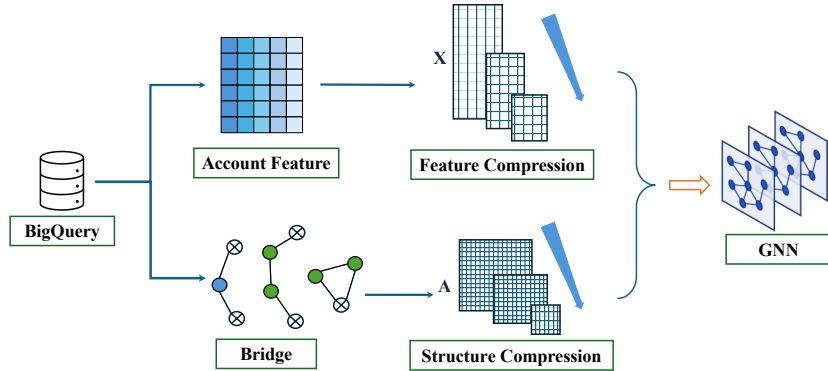 X
Account Feature
Feature Compression
BigQuery
GNN
A
Bridge
Structure Compression